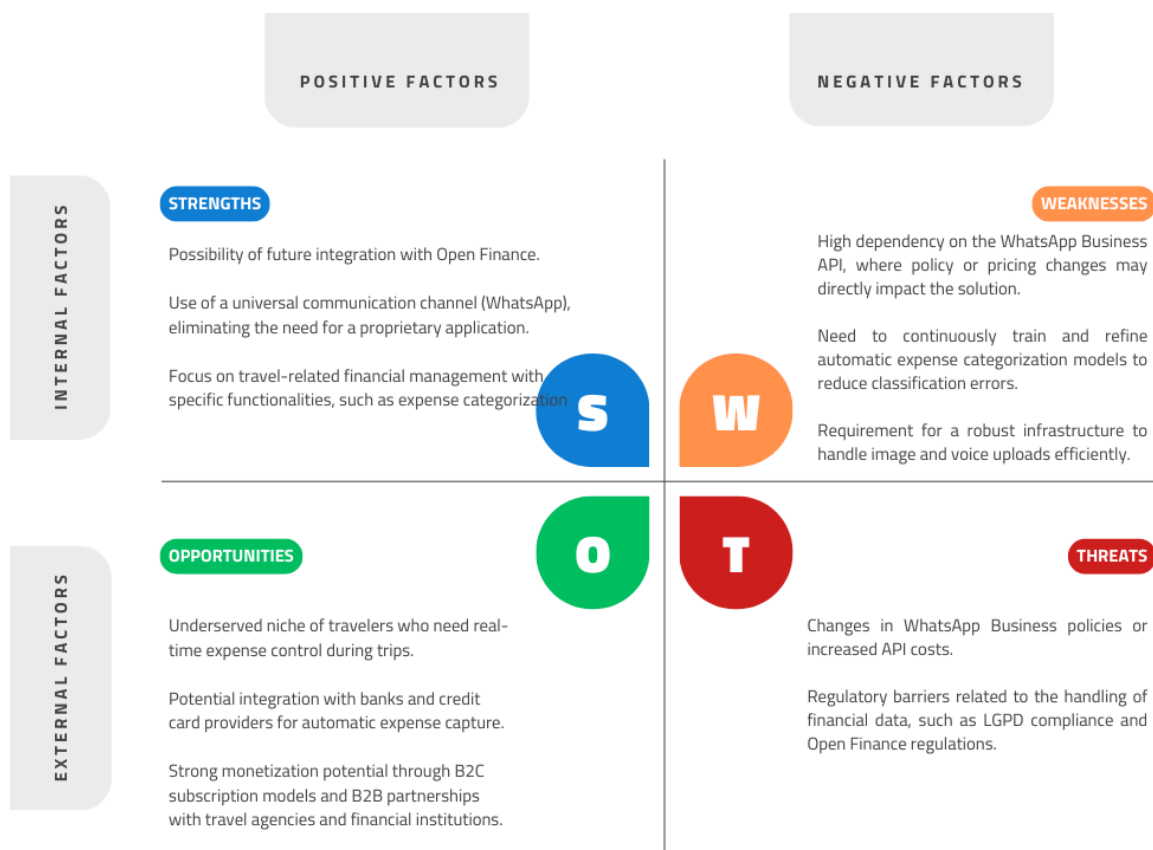 POSITIVE FACTORS
NEGATIVE FACTORS
INTERNAL FACTORS
STRENGTHS
Possibility of future integration with Open Finance.
Use of a universal communication channel (WhatsApp),
eliminating the need for a proprietary application.
Focus on travel-related financial management with
specific functionalities, such as expense categorization
S
WEAKNESSES
High dependency on the WhatsApp Business
API, where policy or pricing changes may
directly impact the solution.
Need to continuously train and refine
automatic expense categorization models to
reduce classification errors.
Requirement for a robust infrastructure to
handle image and voice uploads efficiently.
W
EXTERNAL FACTORS
OPPORTUNITIES
O
Underserved niche of travelers who need real-
time expense control during trips.
Potential integration with banks and credit
card providers for automatic expense capture.
Strong monetization potential through B2C
subscription models and B2B partnerships
with travel agencies and financial institutions.
T
THREATS
Changes in WhatsApp Business policies or
increased API costs.
Regulatory barriers related to the handling of
financial data, such as LGPD compliance and
Open Finance regulations.